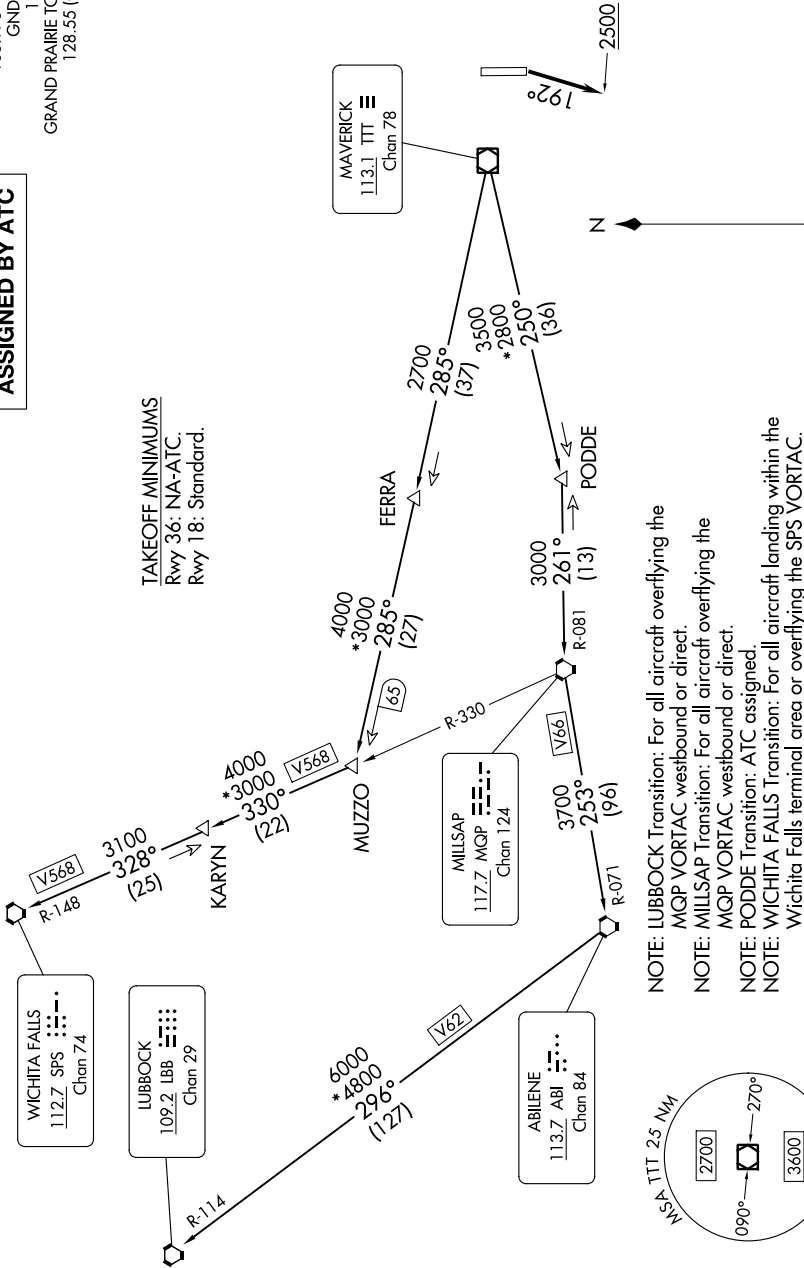 GND
GRAND PRAIRIE TO
128.55 (
ASSIGNED BY ATC
TAKEOFF MINIMUMS
Rwy 36: NA-ATC.
Rwy 18: Standard.
MAVERICK
113.1 TTT
Chan 78
192°
2500
N
2700
285°
(37)
3500
*2800
250°
(36)
FERRA
PODDE
4000
*3000
285°
(27)
3000
261°
(13)
R-081
65
MUZZO
R-330
V568
4000
*3000
330°
(22)
KARYN
3100
328°
(25)
V568
R-148
WICHITA FALLS
112.7 SPS
Chan 74
MILLSAP
117.7 MQP
Chan 124
V66
3700
253°
(96)
R-071
LUBBOCK
109.2 LBB
Chan 29
V62
6000
*4800
296°
(127)
R-114
ABILENE
113.7 ABI
Chan 84
NOTE: LUBBOCK Transition: For all aircraft overflying the
MQP VORTAC westbound or direct.
NOTE: MILLSAP Transition: For all aircraft overflying the
MQP VORTAC westbound or direct.
NOTE: PODDE Transition: ATC assigned.
NOTE: WICHITA FALLS Transition: For all aircraft landing within the
Wichita Falls terminal area or overflying the SPS VORTAC.
MSA TTT 25 NM
2700
090°
270°
3600